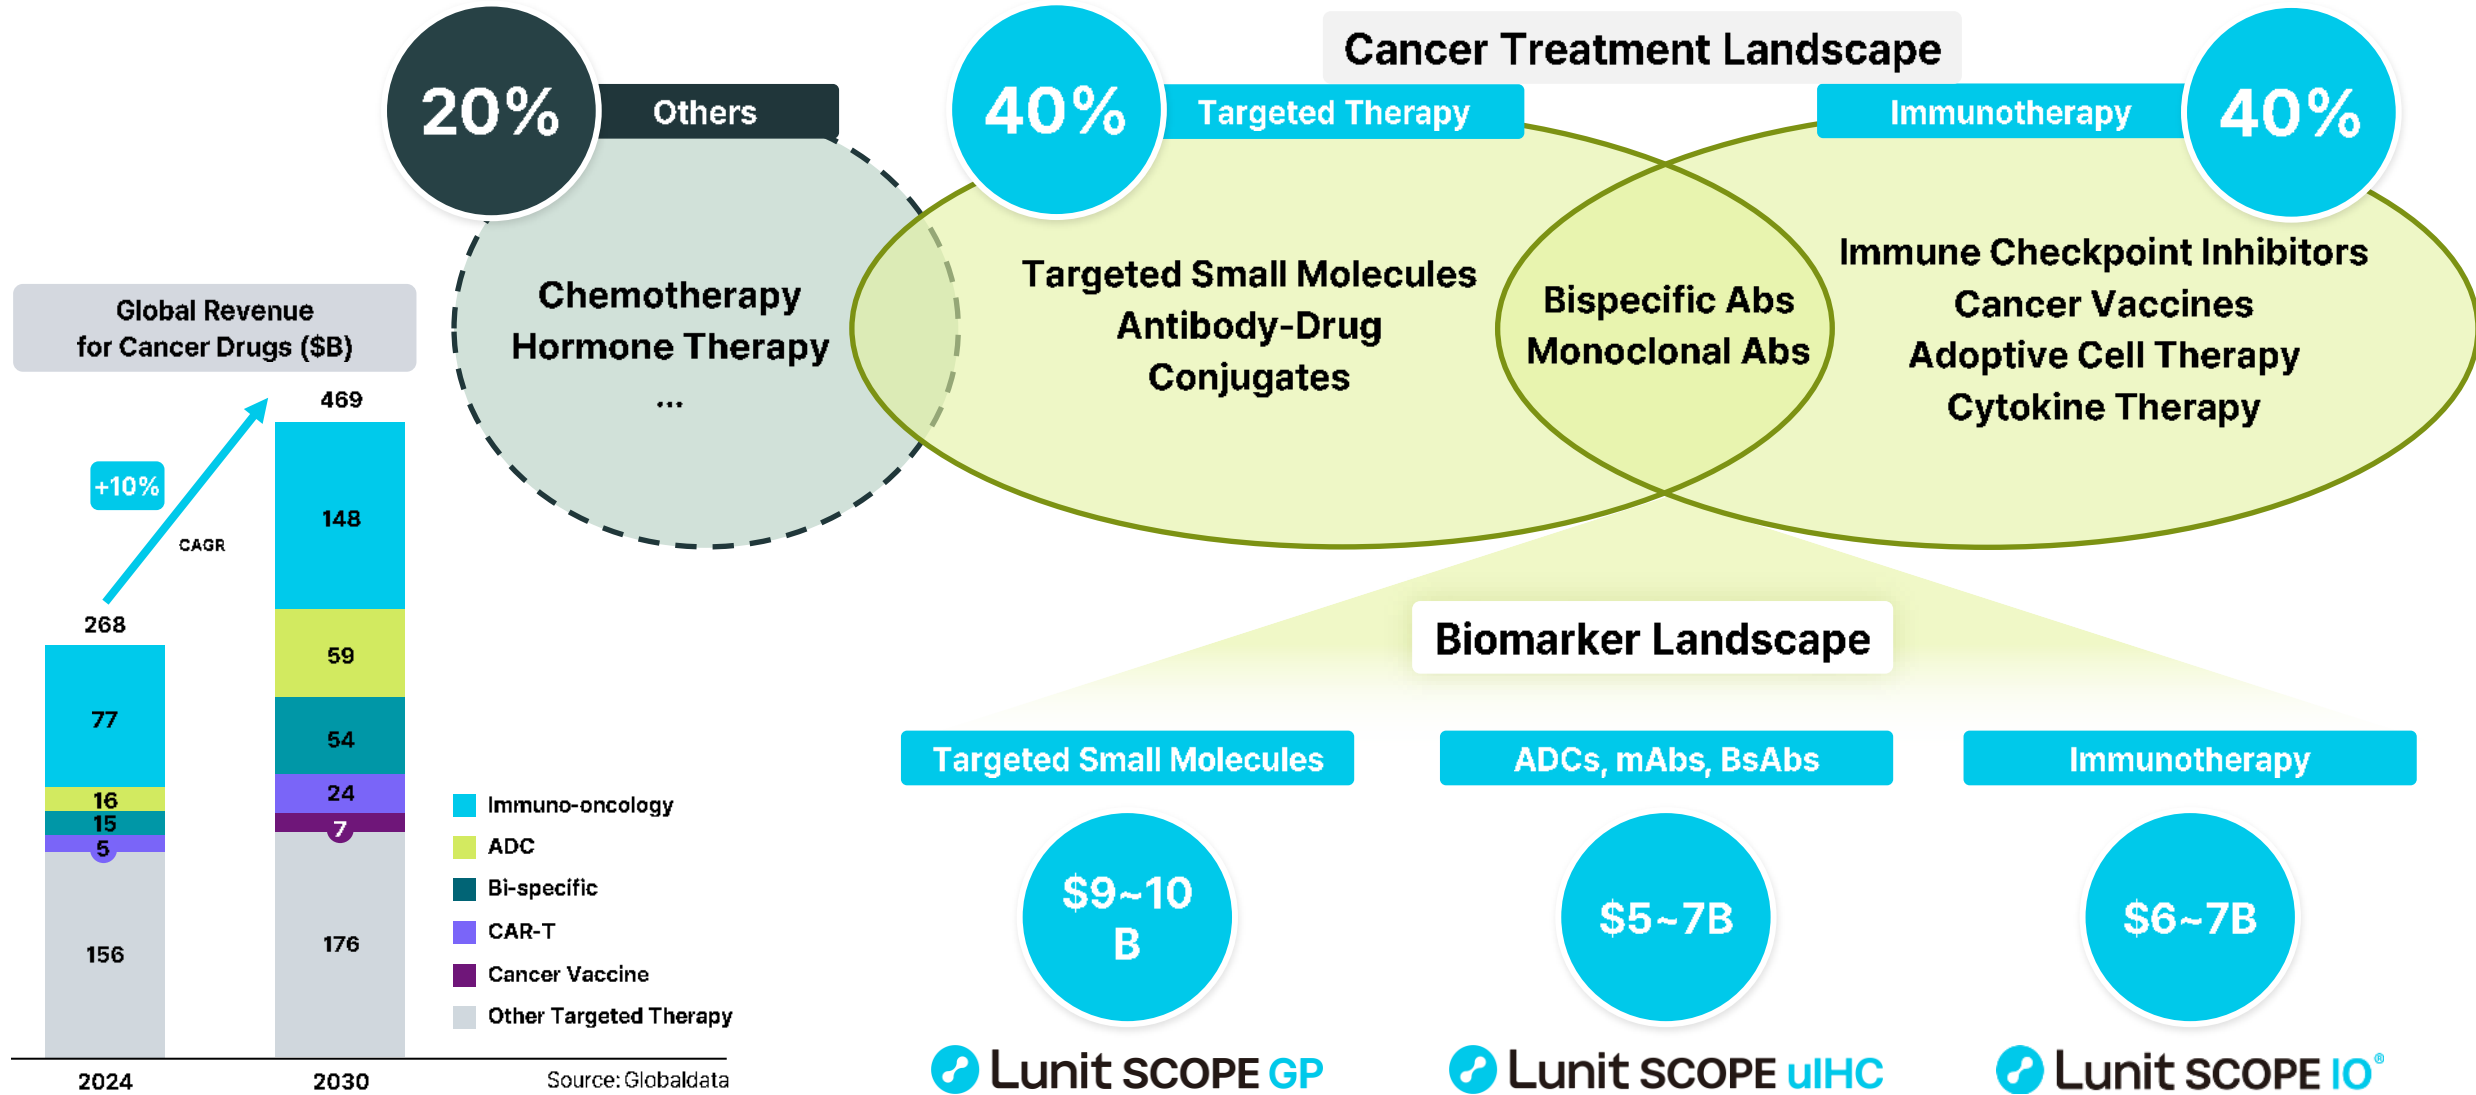 Cancer Treatment Landscape
20%
Others
40%
Targeted Therapy
Immunotherapy
40%
Chemotherapy
Hormone Therapy
...
Targeted Small Molecules
Antibody-Drug
Conjugates
Bispecific Abs
Monoclonal Abs
Immune Checkpoint Inhibitors
Cancer Vaccines
Adoptive Cell Therapy
Cytokine Therapy
Global Revenue
for Cancer Drugs ($B)
469
+10%
CAGR
268
148
59
54
24
7
176
77
16
15
5
156
2024
2030
Immuno-oncology
ADC
Bi-specific
CAR-T
Cancer Vaccine
Other Targeted Therapy
Source: Globaldata
Biomarker Landscape
Targeted Small Molecules
ADCs, mAbs, BsAbs
Immunotherapy
$9~10
B
$5~7B
$6~7B
Lunit SCOPE GP
Lunit SCOPE uIHC
Lunit SCOPE IO®